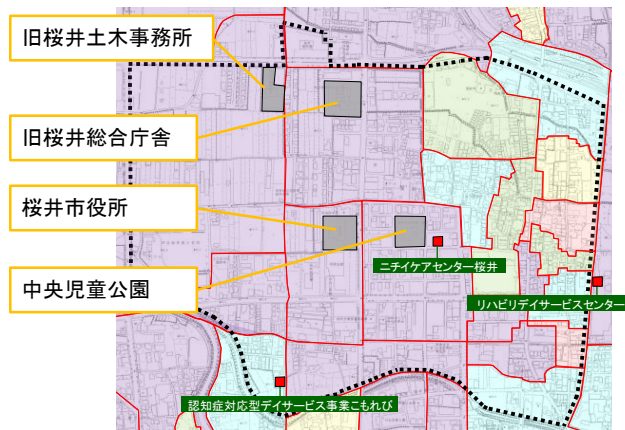 旧桜井土木事務所
旧桜井総合庁舎
桜井市役所
中央児童公園
ニチイケアセンター桜井
リハビリデイサービスセンター
認知症対応型デイサービス事業こもれび